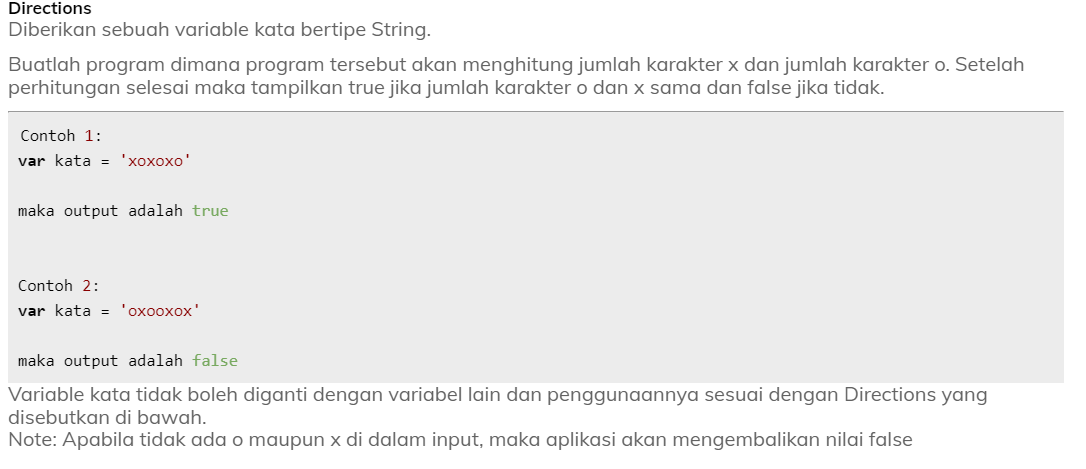 Directions
Diberikan sebuah variable kata bertipe String.
Buatlah program dimana program tersebut akan menghitung jumlah karakter x dan jumlah karakter o. Setelah
perhitungan selesai maka tampilkan true jika jumlah karakter o dan x sama dan false jika tidak.
Contoh 1:
var kata = 'xoxoxo'
maka output adalah true
Contoh 2:
var kata = 'oxooxox'
maka output adalah false
Variable kata tidak boleh diganti dengan variabel lain dan penggunaannya sesuai dengan Directions yang
disebutkan di bawah.
Note: Apabila tidak ada o maupun x di dalam input, maka aplikasi akan mengembalikan nilai false